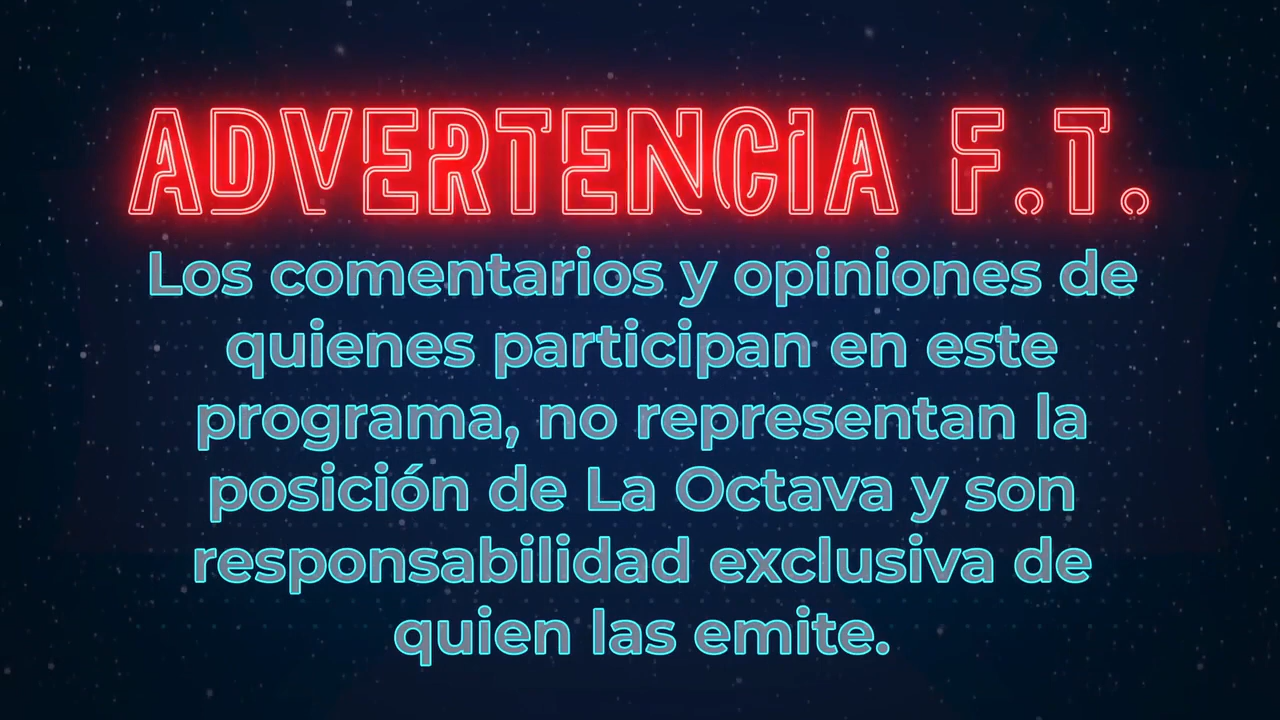 ADVERTENCIA F.T.
Los comentarios y opiniones de
quienes participan en este
programa, no representan la
posición de La Octava y son
responsabilidad exclusiva de
quien las emite.